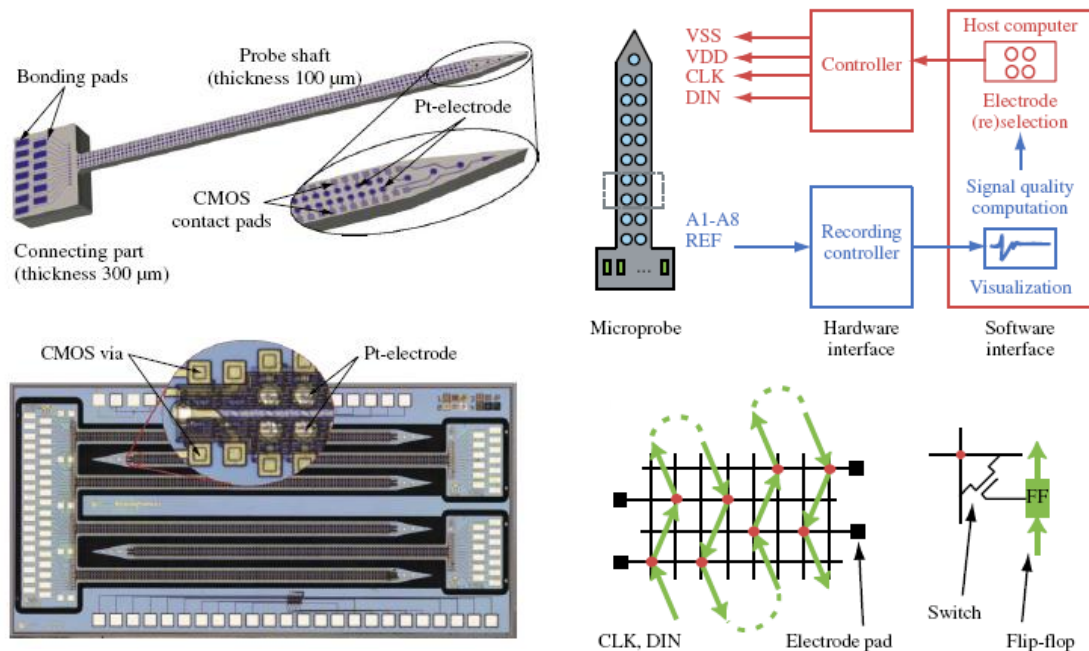 Probe shaft
(thickness 100 µm)
Bonding pads
Pt-electrode
CMOS
contact pads
Connecting part
(thickness 300 µm)
VSS
VDD
CLK
DIN
Controller
Host computer
Electrode
(re)selection
Signal quality
computation
A1-A8
REF
Recording
controller
Visualization
...
Microprobe
Hardware
interface
Software
interface
CMOS via
Pt-electrode
FF
Switch
CLK, DIN
Electrode pad
Flip-flop